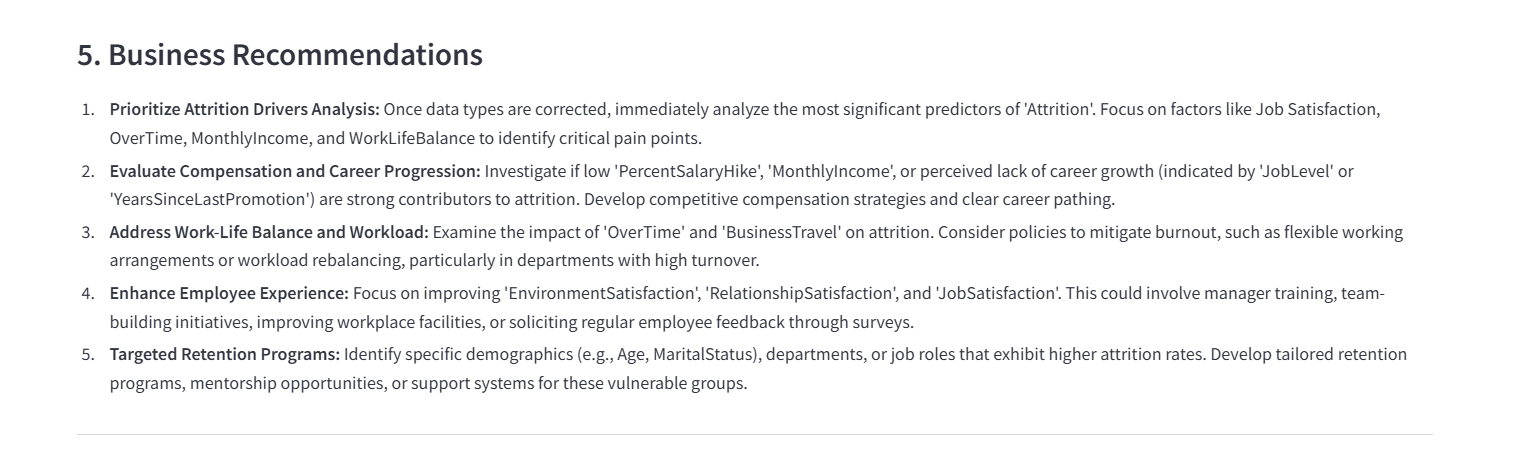 5. Business Recommendations
1. Prioritize Attrition Drivers Analysis: Once data types are corrected, immediately analyze the most significant predictors of 'Attrition'. Focus on factors like Job Satisfaction,
OverTime, MonthlyIncome, and WorkLifeBalance to identify critical pain points.
2. Evaluate Compensation and Career Progression: Investigate if low 'PercentSalaryHike', 'MonthlyIncome', or perceived lack of career growth (indicated by 'JobLevel' or
'YearsSinceLastPromotion') are strong contributors to attrition. Develop competitive compensation strategies and clear career pathing.
3. Address Work-Life Balance and Workload: Examine the impact of 'OverTime' and 'BusinessTravel' on attrition. Consider policies to mitigate burnout, such as flexible working
arrangements or workload rebalancing, particularly in departments with high turnover.
4. Enhance Employee Experience: Focus on improving 'EnvironmentSatisfaction', 'RelationshipSatisfaction', and 'JobSatisfaction'. This could involve manager training, team-
building initiatives, improving workplace facilities, or soliciting regular employee feedback through surveys.
5. Targeted Retention Programs: Identify specific demographics (e.g., Age, MaritalStatus), departments, or job roles that exhibit higher attrition rates. Develop tailored retention
programs, mentorship opportunities, or support systems for these vulnerable groups.